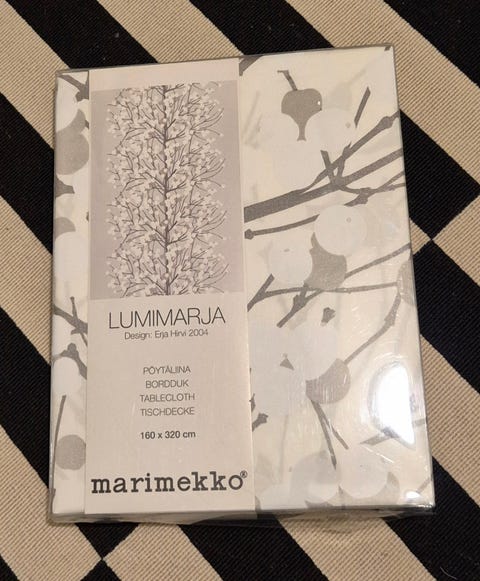 LUMIMARJA
Design: Erja Hirvi 2004
PÖYTÄLIINA
BORDDUK
TABLECLOTH
TISCHDECKE
160 x 320 cm
marimekko®